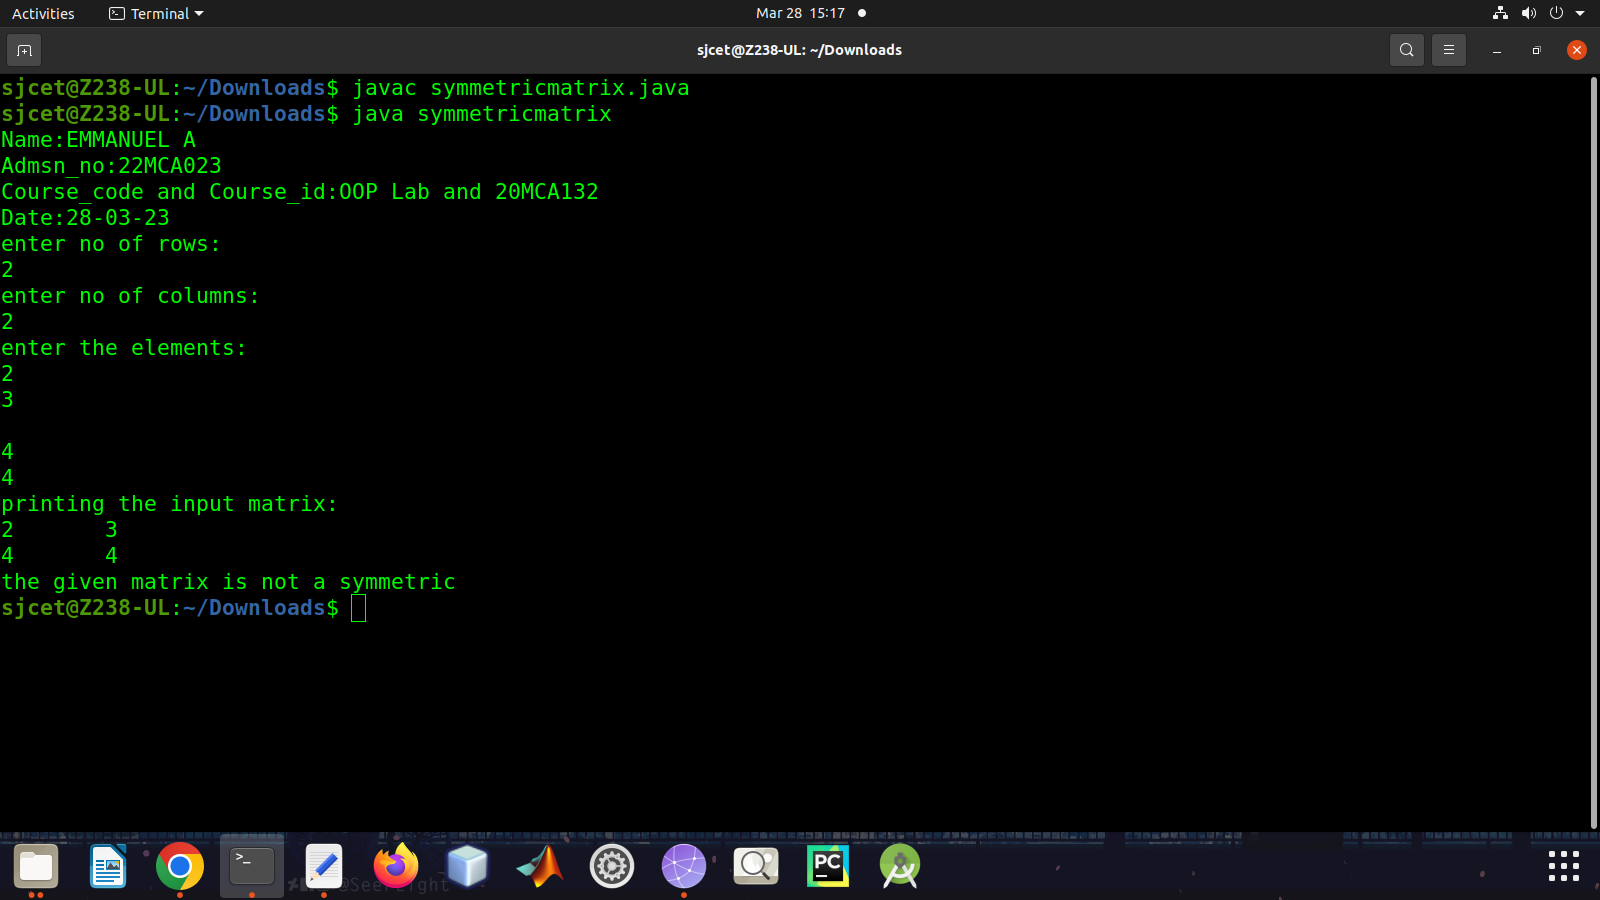 Activities
Terminal
Mar 28 15:17
sjcet@Z238-UL: ~/Downloads
sjcet@Z238-UL:~/Downloads$ javac symmetricmatrix.java
sjcet@Z238-UL:~/Downloads$ java symmetricmatrix
Name:EMMANUEL A
Admsn_no:22MCA023
Course_code and Course_id:OOP Lab and 20MCA132
Date:28-03-23
enter no of rows:
2
enter no of columns:
2
enter the elements:
2
3
4
4
printing the input matrix:
2 3
4 4
the given matrix is not a symmetric
sjcet@Z238-UL:~/Downloads$
>_
PC